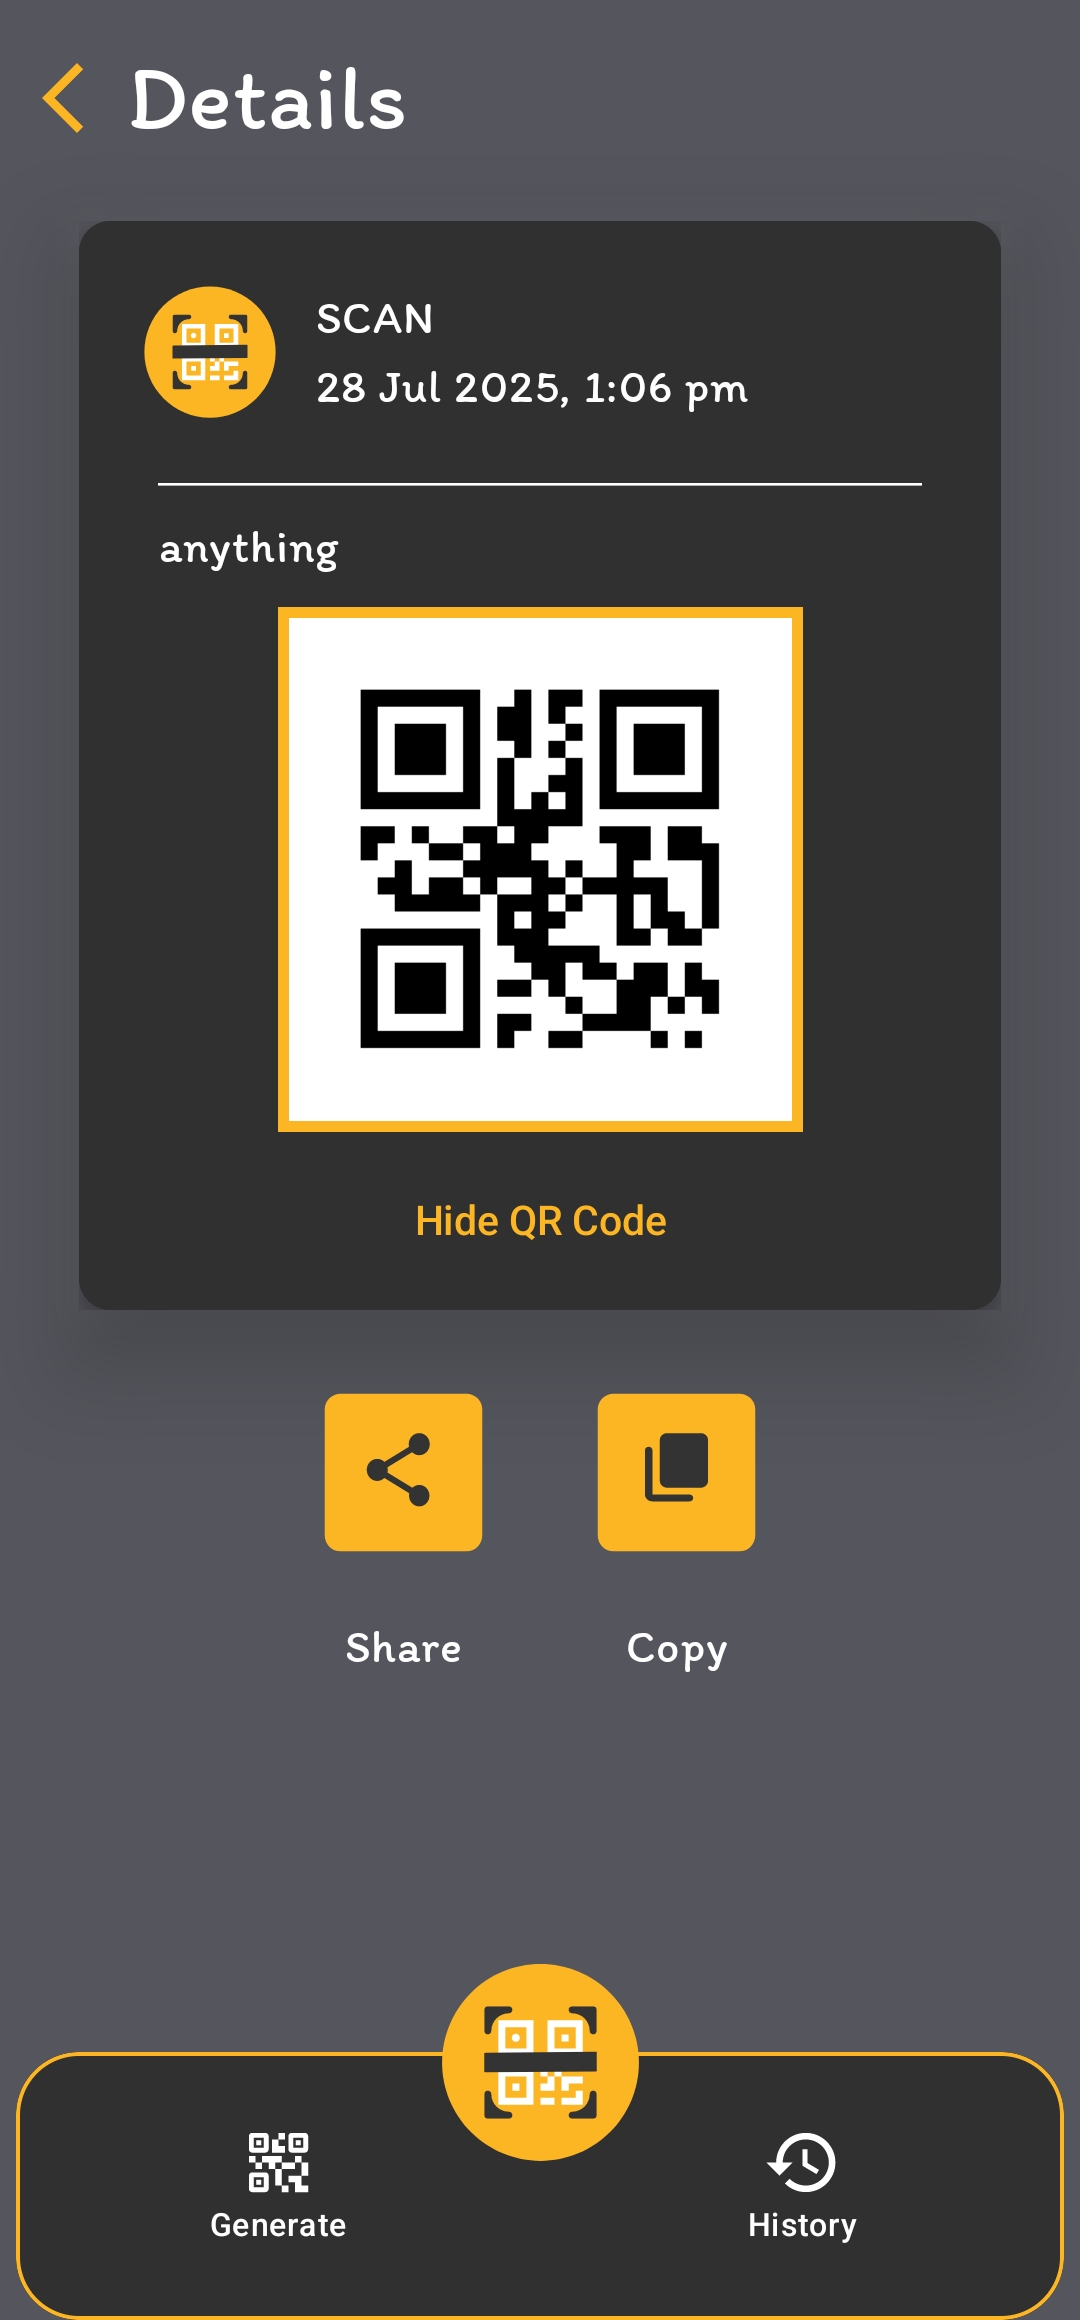 Details
SCAN
28 Jul 2025, 1:06 pm
anything
Hide QR Code
Share
Copy
Generate
History